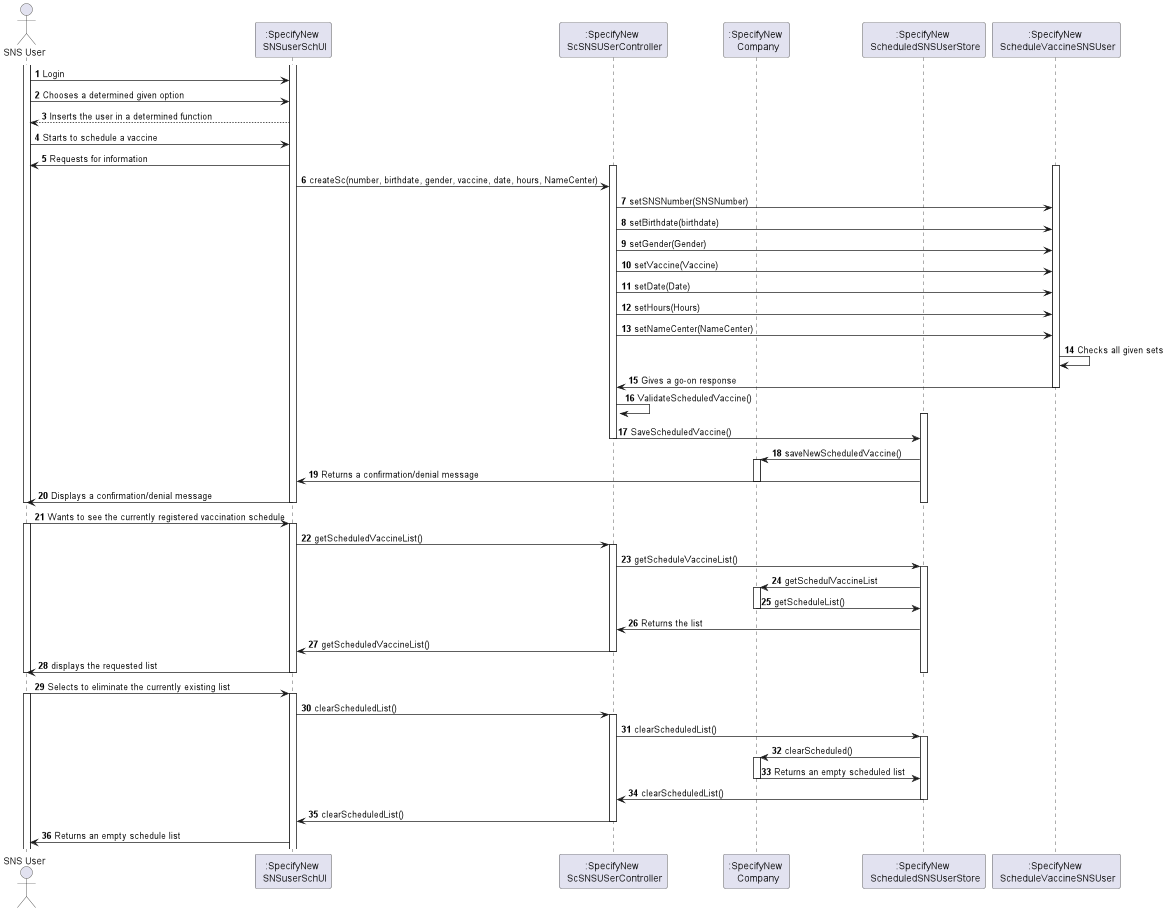 SNS User
:SpecifyNew
SNSuserSchUI
:SpecifyNew
ScSNSUSerController
:SpecifyNew
Company
:SpecifyNew
ScheduledSNSUserStore
:SpecifyNew
ScheduleVaccineSNSUser
1 Login
2 Chooses a determined given option
3 Inserts the user in a determined function
4 Starts to schedule a vaccine
5 Requests for information
6 createSc(number, birthdate, gender, vaccine, date, hours, NameCenter)
7 setSNSNumber(SNSNumber)
8 setBirthdate(birthdate)
9 setGender(Gender)
10 setVaccine(Vaccine)
11 setDate(Date)
12 setHours(Hours)
13 setNameCenter(NameCenter)
14 Checks all given sets
15 Gives a go-on response
16 ValidateScheduledVaccine()
17 SaveScheduledVaccine()
18 saveNewScheduledVaccine()
19 Returns a confirmation/denial message
20 Displays a confirmation/denial message
21 Wants to see the currently registered vaccination schedule
22 getScheduledVaccineList()
23 getScheduleVaccineList()
24 getSchedulVaccineList
25 getScheduleList()
26 Returns the list
27 getScheduledVaccineList()
28 displays the requested list
29 Selects to eliminate the currently existing list
30 clearScheduledList()
31 clearScheduledList()
32 clearScheduled()
33 Returns an empty scheduled list
34 clearScheduledList()
35 clearScheduledList()
36 Returns an empty schedule list
SNS User
:SpecifyNew
SNSuserSchUI
:SpecifyNew
ScSNSUSerController
:SpecifyNew
Company
:SpecifyNew
ScheduledSNSUserStore
:SpecifyNew
ScheduleVaccineSNSUser